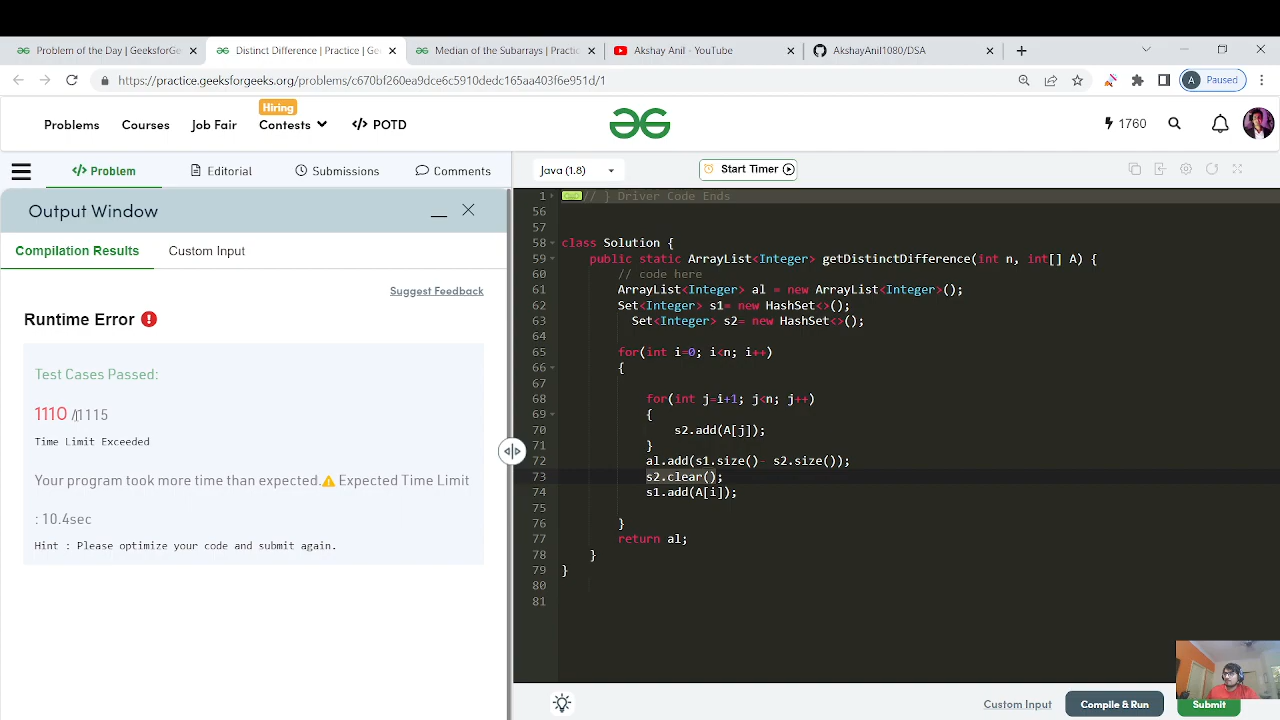 Problem of the Day | GeeksforGeeks Distinct Difference | Practice | Ge Median of the Subarrays | Practic Akshay Anil - YouTube AkshayAnil1080/DSA
https://practice.geeksforgeeks.org/problems/c670bf260ea9dce6c5910dedc165aa403f6e951d/1 A Paused
Hiring
Problems Courses Job Fair Contests </> POTD 1760
</> Problem Editorial Submissions Comments Java (1.8) Start Timer
Output Window
Compilation Results Custom Input
Suggest Feedback
Runtime Error
Test Cases Passed:
1110 /1115
Time Limit Exceeded
Your program took more time than expected. Expected Time Limit
: 10.4sec
Hint : Please optimize your code and submit again.
1 // } Driver Code Ends
56
57
58 class Solution {
59 public static ArrayList<Integer> getDistinctDifference(int n, int[] A) {
60 // code here
61 ArrayList<Integer> al = new ArrayList<Integer>();
62 Set<Integer> s1= new HashSet<>();
63 Set<Integer> s2= new HashSet<>();
64
65 for(int i=0; i<n; i++)
66 {
67
68 for(int j=i+1; j<n; j++)
69 {
70 s2.add(A[j]);
71 }
72 al.add(s1.size()- s2.size());
73 s2.clear();
74 s1.add(A[i]);
75
76 }
77 return al;
78 }
79 }
80
81
Custom Input Compile & Run Submit